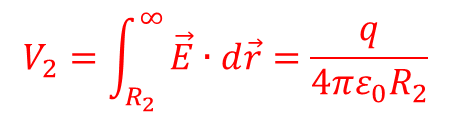 V₂ = ∫_{R₂}^{∞} E⃗ · dr⃗ = q / (4πε₀R₂)